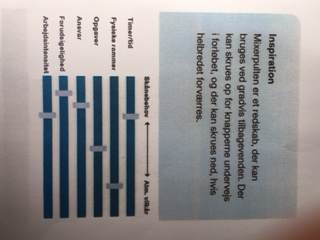 Inspiration
Mixerpulten er et redskab, der kan
bruges ved gradvis tilbagevenden. Der
kan skrues op for knapperne undervejs
i forløbet, og der kan skrues ned, hvis
helbredet forværres.
Skånebehov
Alm. vilkår
Timer/tid
Fysiske rammer
Opgaver
Ansvar
Forudsigelighed
Arbejdsintensitet